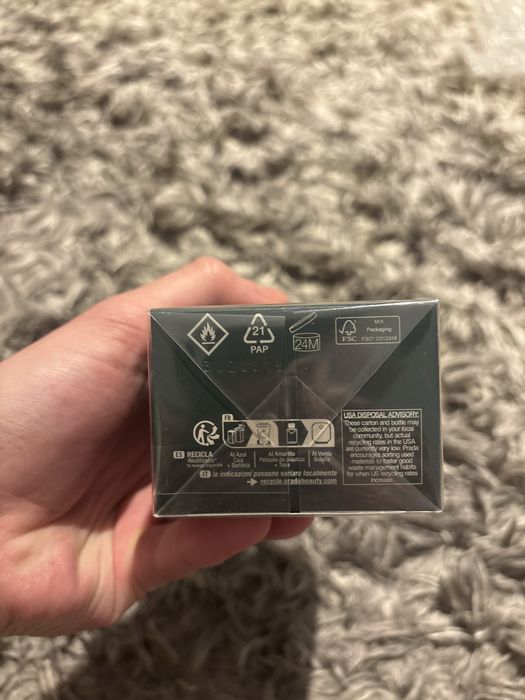 21
PAP
24M
FSC
MIX
Packaging
FSC® C012938
FR
ES RECICLA
Al Azul
Caja
+ Bandeja
Al Amarillo
Película de plástico
+ Tapa
Al Verde
Botella
IT le indicazioni possono variare localmente
recycle.pradabeauty.com
USA DISPOSAL ADVISORY:
These carton and bottle may
be collected in your local
community, but actual
recycling rates in the USA
are currently very low. Prada
encourages sorting used
materials to foster good
waste management habits
for when US recycling rates
increase.